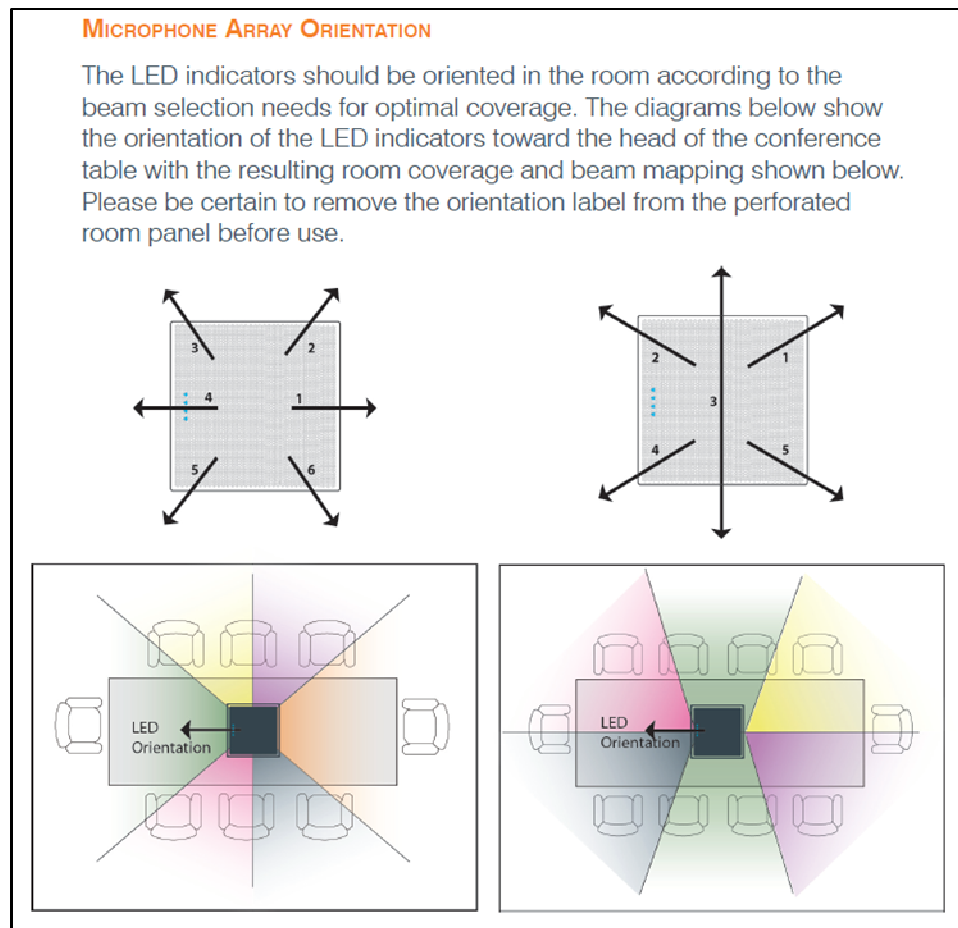 MICROPHONE ARRAY ORIENTATION
The LED indicators should be oriented in the room according to the
beam selection needs for optimal coverage. The diagrams below show
the orientation of the LED indicators toward the head of the conference
table with the resulting room coverage and beam mapping shown below.
Please be certain to remove the orientation label from the perforated
room panel before use.
3 2
4 1
5 6
2 1
3
4 5
LED
Orientation
LED
Orientation